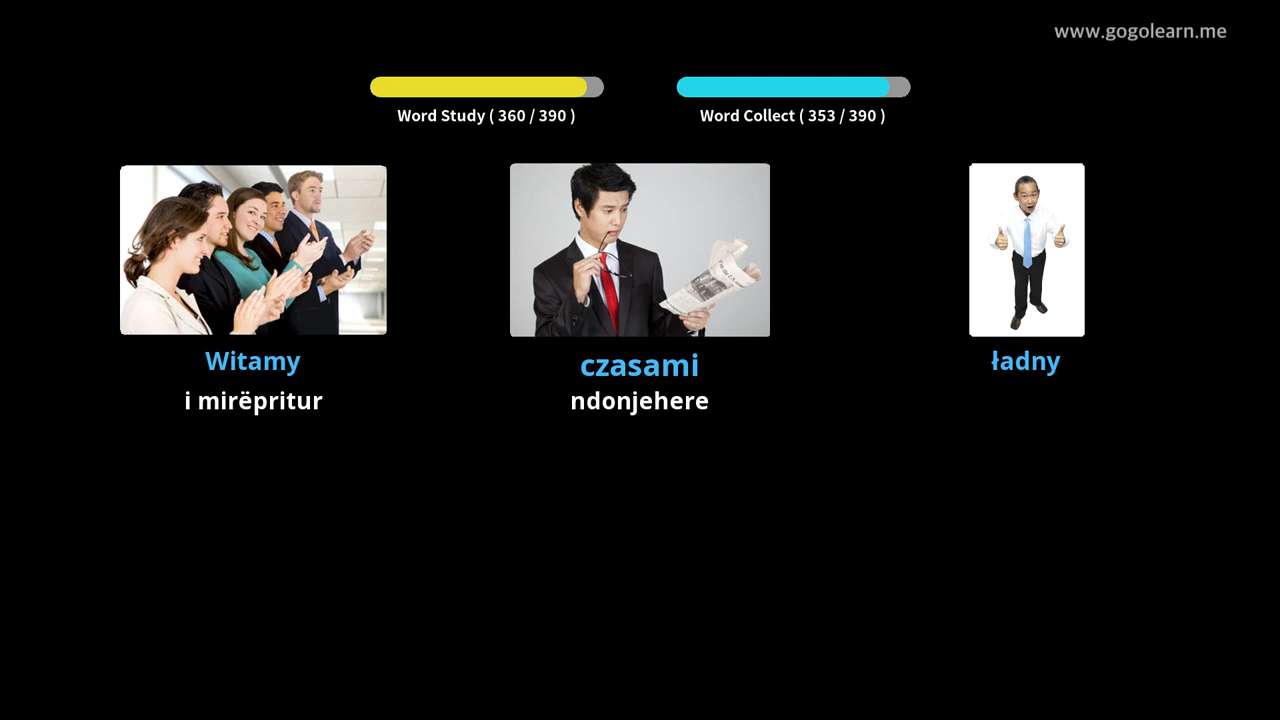 www.gogolearn.me
Word Study ( 360 / 390 )
Word Collect ( 353 / 390 )
Witamy
i mirëpritur
czasami
ndonjehere
ładny